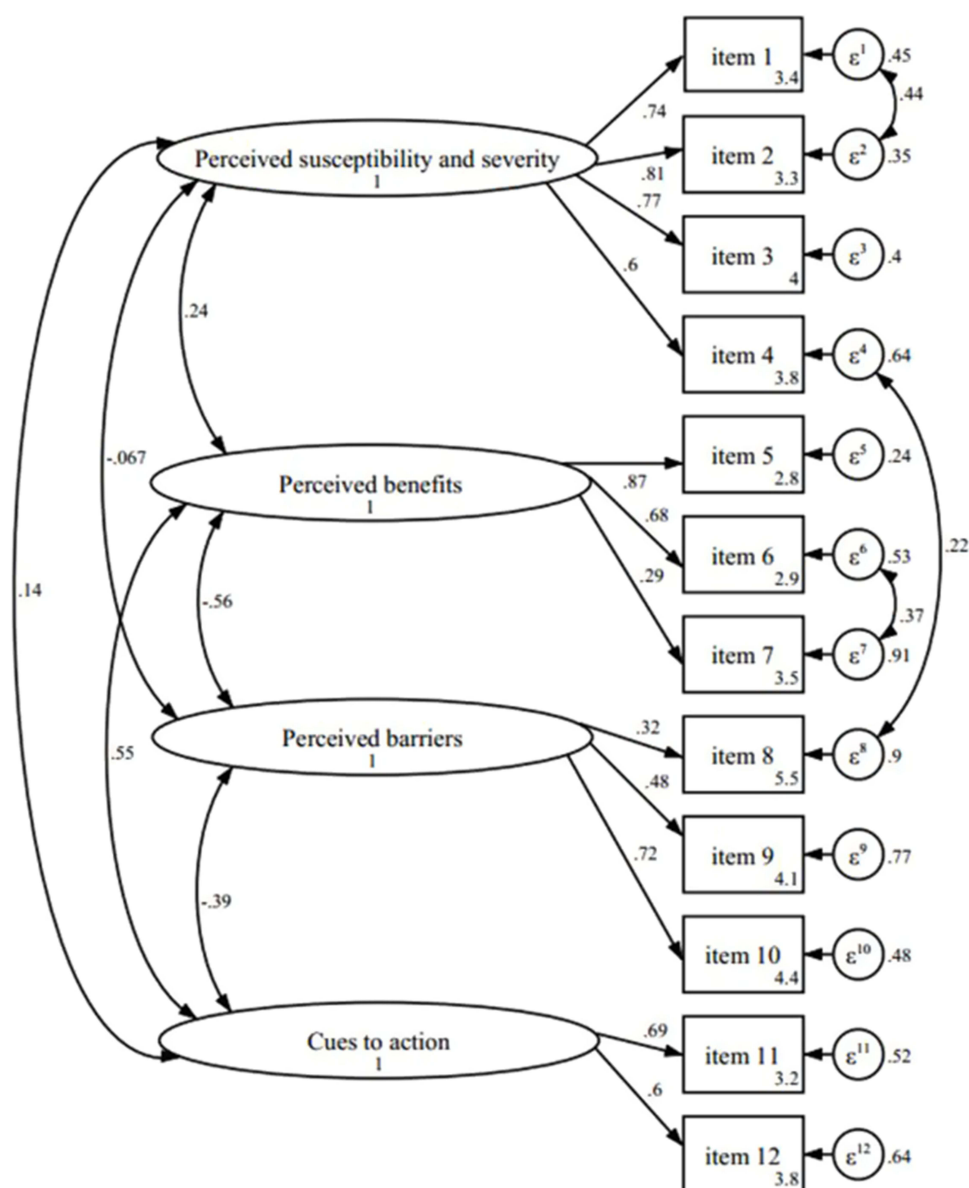 item 1
3.4
ε1
.45
.44
.74
item 2
3.3
ε2
.35
Perceived susceptibility and severity
1
.81
.77
item 3
4
ε3
.4
.6
.24
item 4
3.8
ε4
.64
-.067
item 5
2.8
ε5
.24
Perceived benefits
1
.87
.68
item 6
2.9
ε6
.53
.22
.29
.14
-.56
.37
item 7
3.5
ε7
.91
Perceived barriers
1
.32
.55
item 8
5.5
ε8
.9
.48
.72
item 9
4.1
ε9
.77
-.39
item 10
4.4
ε10
.48
Cues to action
1
.69
item 11
3.2
ε11
.52
.6
item 12
3.8
ε12
.64